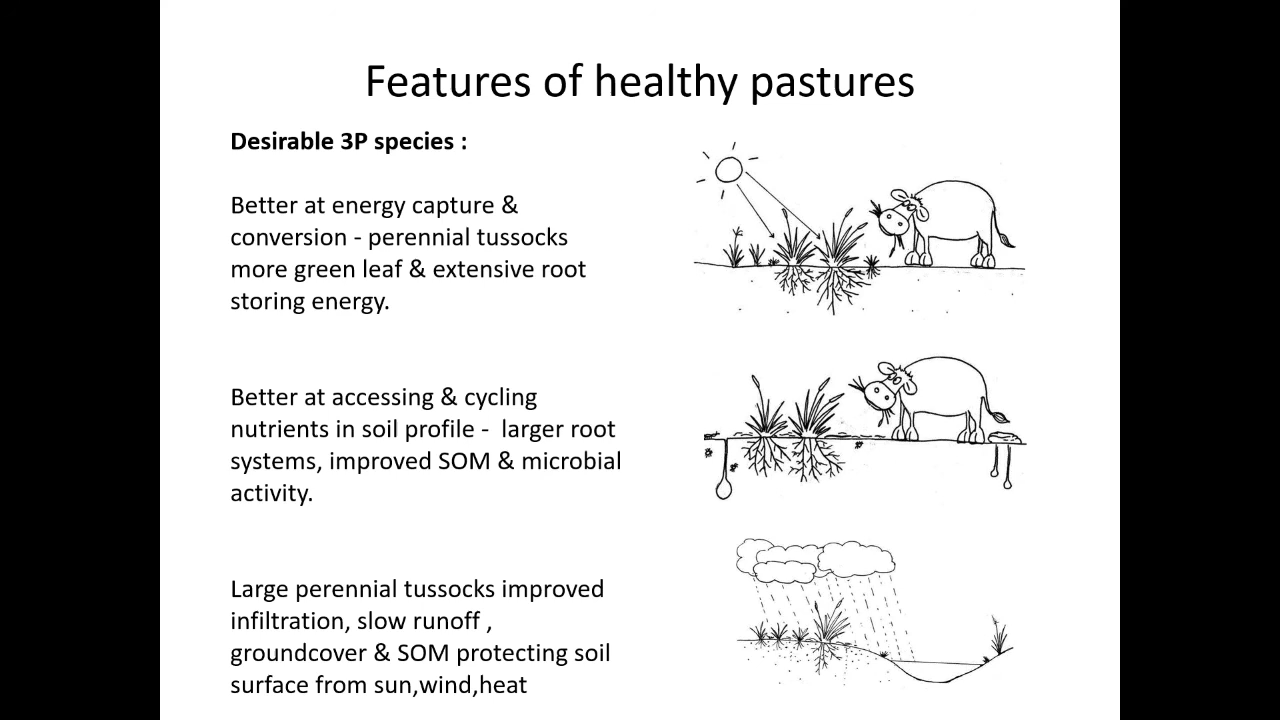 Features of healthy pastures
Desirable 3P species :
Better at energy capture &
conversion - perennial tussocks
more green leaf & extensive root
storing energy.
Better at accessing & cycling
nutrients in soil profile -  larger root
systems, improved SOM & microbial
activity.
Large perennial tussocks improved
infiltration, slow runoff ,
groundcover & SOM protecting soil
surface from sun,wind,heat